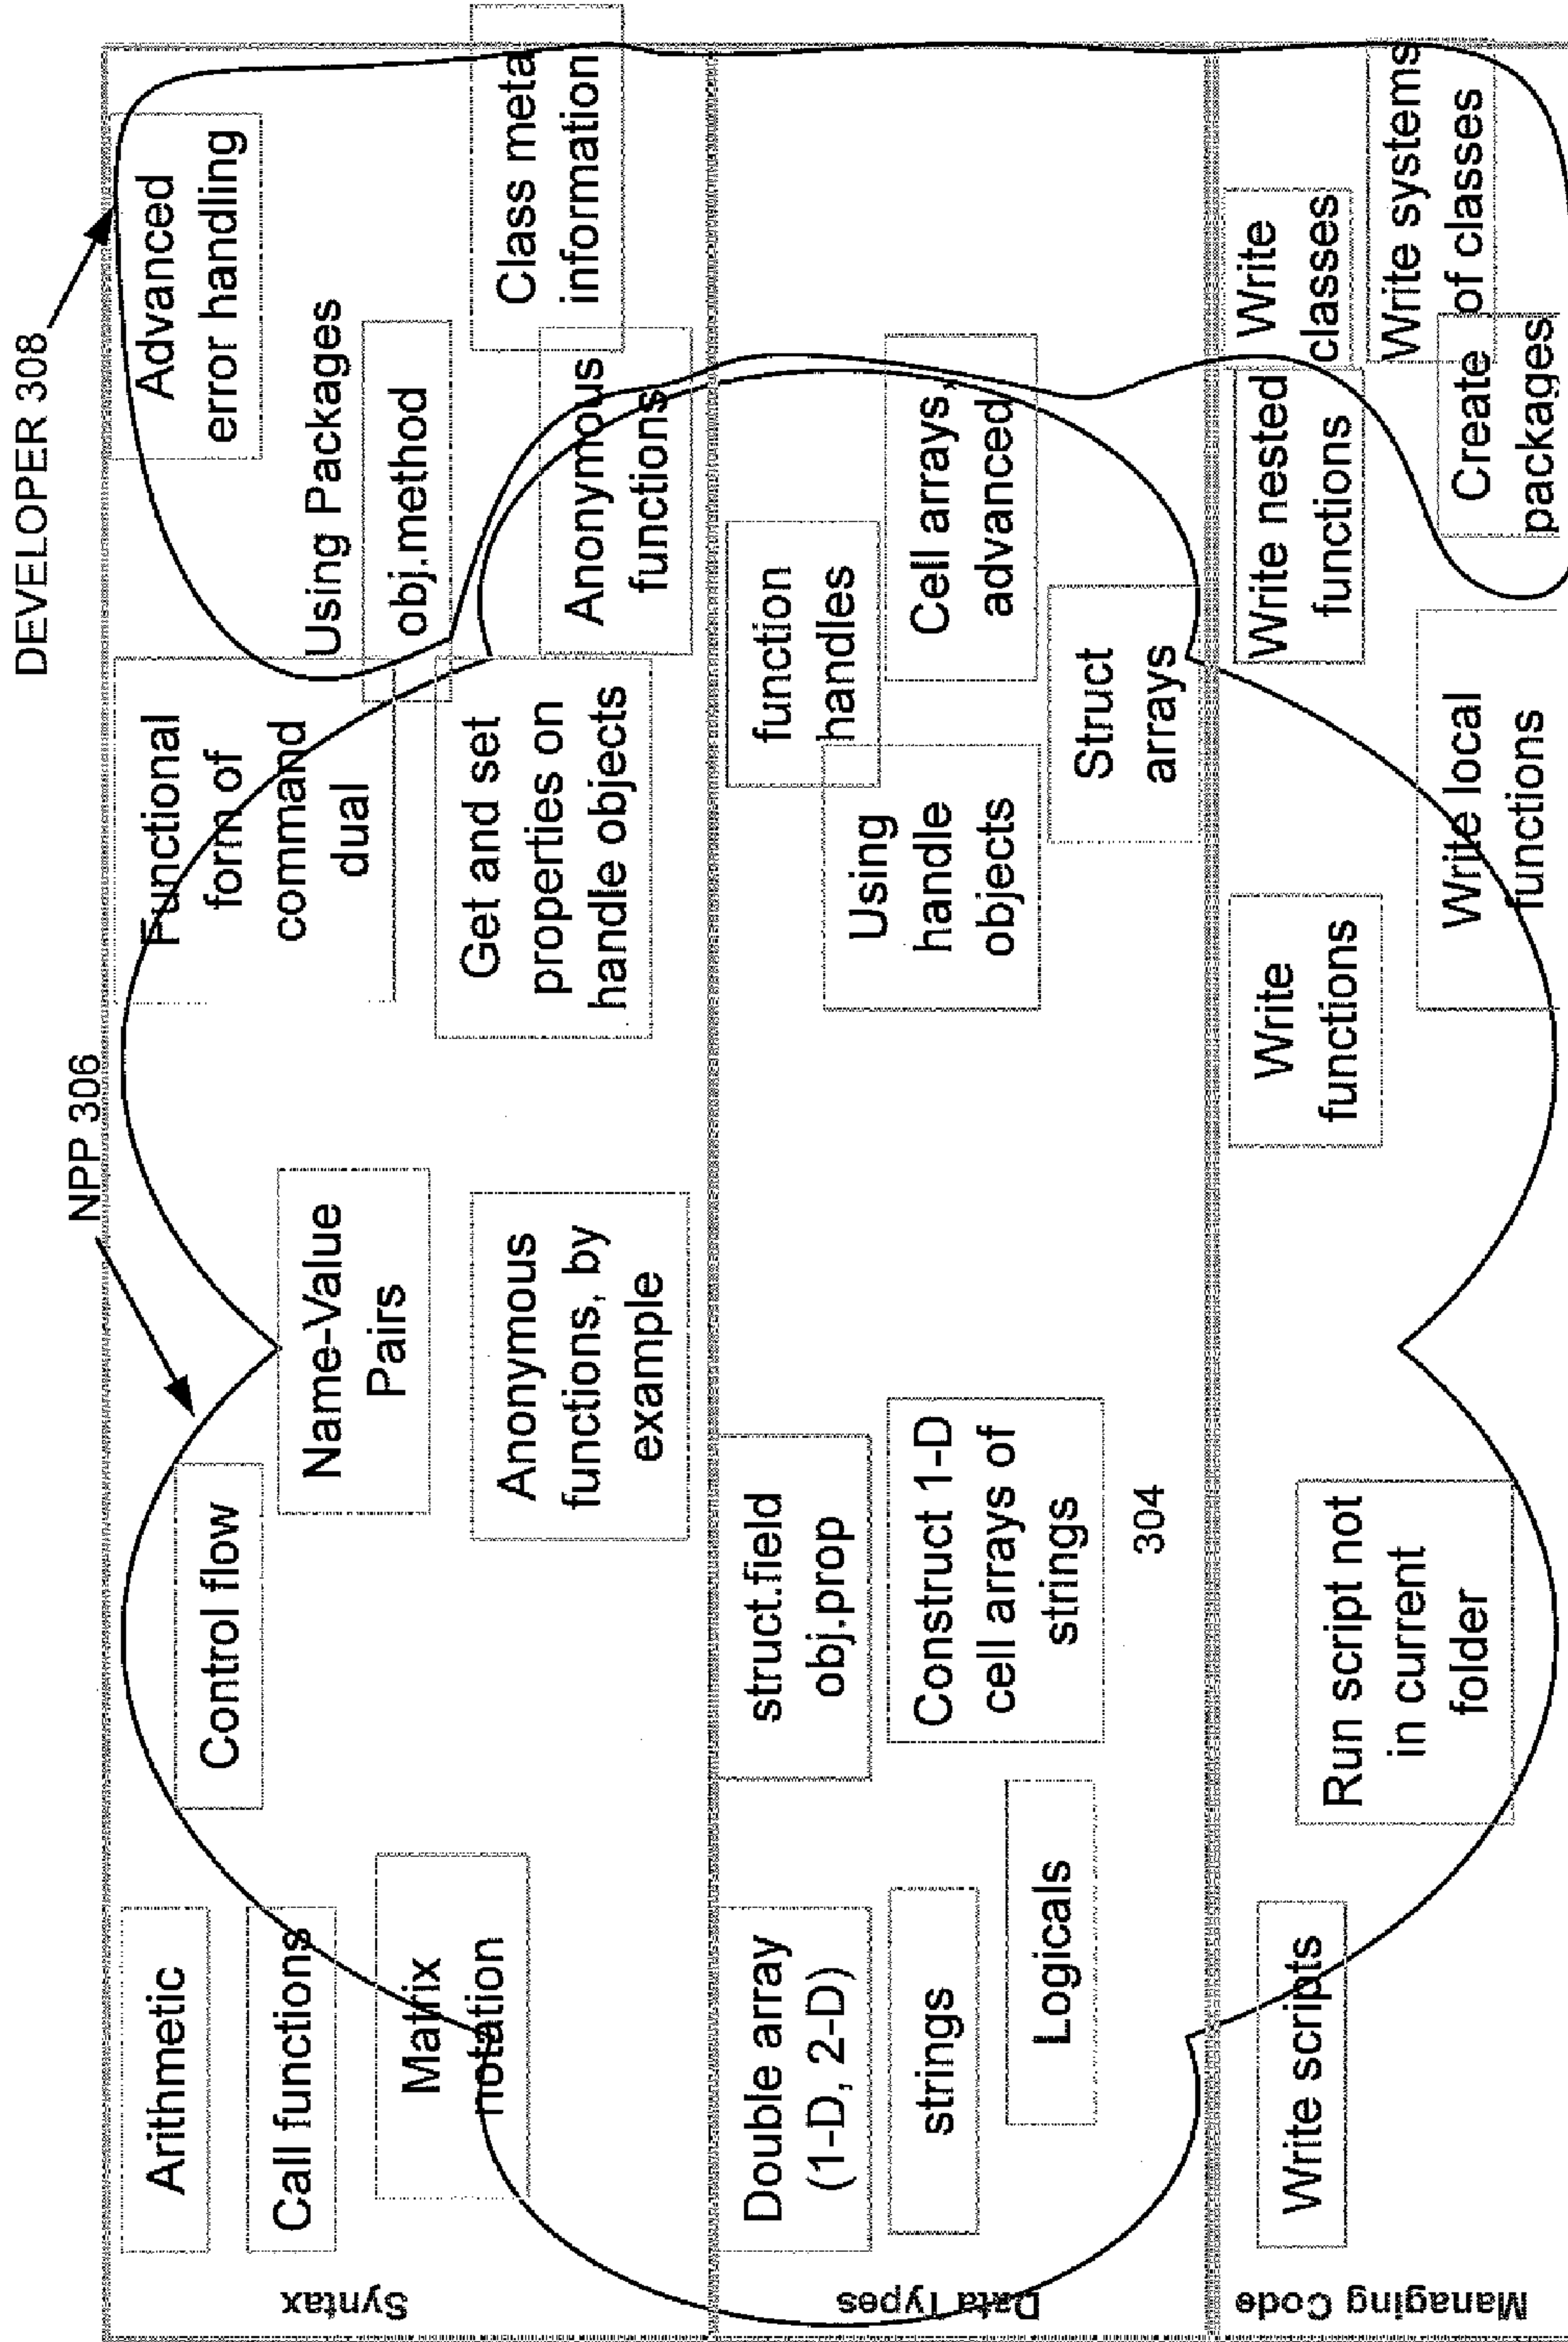 DEVELOPER 308
NPP 306
Syntax
Arithmetic
Call functions
Matrix
notation
Control flow
Name-Value
Pairs
Anonymous
functions, by
example
Functional
form of
command
dual
Get and set
properties on
handle objects
Using Packages
obj.method
Anonymous
functions
Advanced
error handling
Class meta
information
Data Types
Double array
(1-D, 2-D)
strings
Logicals
struct.field
obj.prop
Construct 1-D
cell arrays of
strings
304
Using
handle
objects
function
handles
Struct
arrays
Cell arrays,
advanced
Managing Code
Write scripts
Run script not
in current
folder
Write
functions
Write local
functions
Write nested
functions
Write
classes
Write systems
of classes
Create
packages